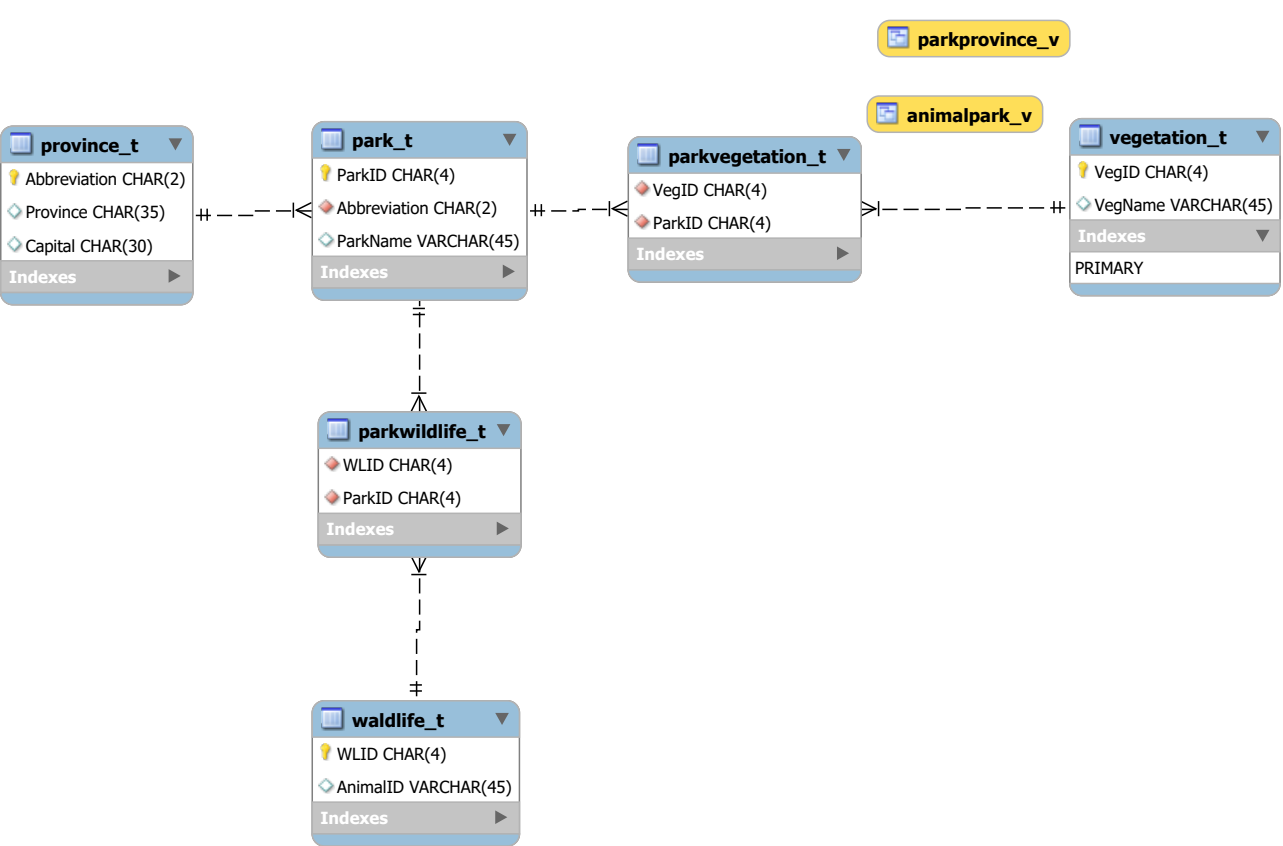 parkprovince_v
animalpark_v
province_t
Abbreviation CHAR(2)
Province CHAR(35)
Capital CHAR(30)
Indexes
park_t
ParkID CHAR(4)
Abbreviation CHAR(2)
ParkName VARCHAR(45)
Indexes
parkvegetation_t
VegID CHAR(4)
ParkID CHAR(4)
Indexes
vegetation_t
VegID CHAR(4)
VegName VARCHAR(45)
Indexes
PRIMARY
parkwildlife_t
WLID CHAR(4)
ParkID CHAR(4)
Indexes
waldlife_t
WLID CHAR(4)
AnimalID VARCHAR(45)
Indexes